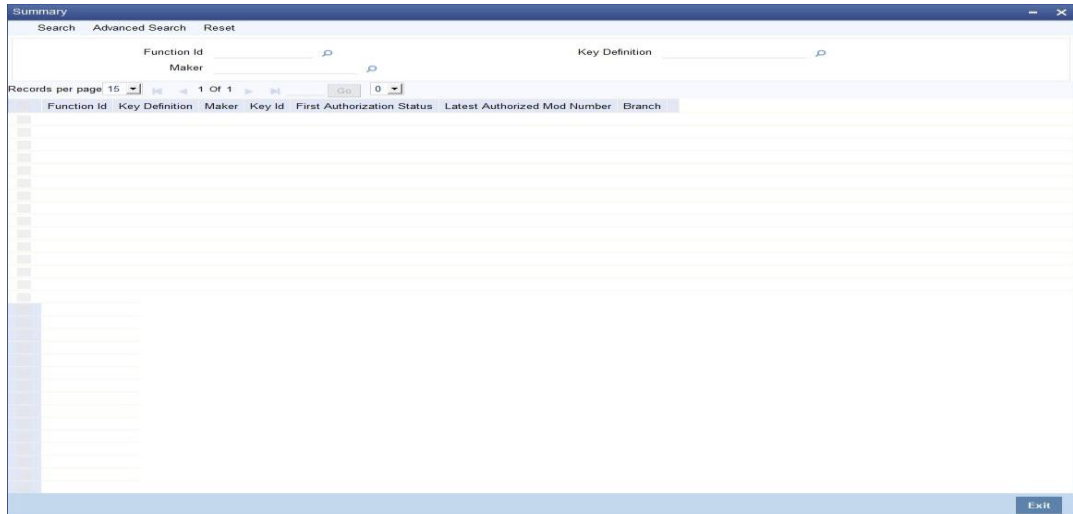 Summary
Search Advanced Search Reset
Function Id Key Definition
Maker
Records per page 15 1 Of 1 Go 0
Function Id Key Definition Maker Key Id First Authorization Status Latest Authorized Mod Number Branch
Exit